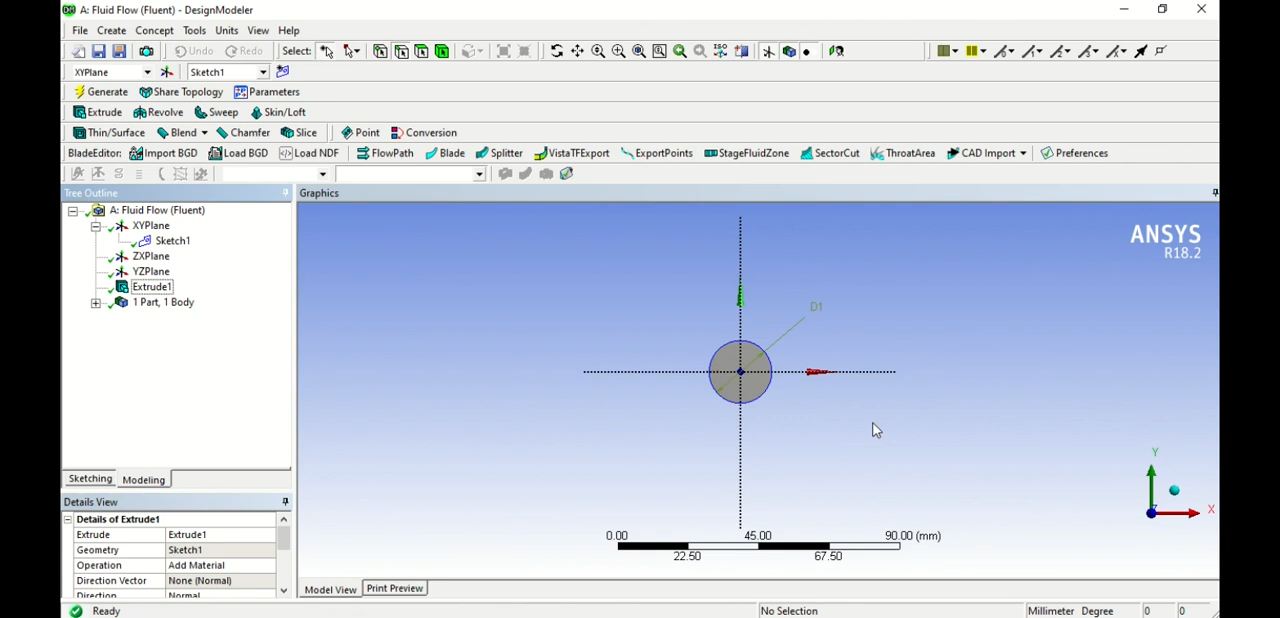 A: Fluid Flow (Fluent) - DesignModeler
File Create Concept Tools Units View Help
Undo Redo Select: ISO
XYPlane Sketch1
Generate Share Topology Parameters
Extrude Revolve Sweep Skin/Loft
Thin/Surface Blend Chamfer Slice Point Conversion
BladeEditor: Import BGD Load BGD Load NDF FlowPath Blade Splitter VistaTFExport ExportPoints StageFluidZone SectorCut ThroatArea CAD Import Preferences
Tree Outline
Graphics
A: Fluid Flow (Fluent)
XYPlane
Sketch1
ZXPlane
YZPlane
Extrude1
1 Part, 1 Body
ANSYS
R18.2
D1
Y
X
0.00 45.00 90.00 (mm)
22.50 67.50
Sketching Modeling
Details View
Details of Extrude1
Extrude Extrude1
Geometry Sketch1
Operation Add Material
Direction Vector None (Normal)
Direction Normal
Model View Print Preview
Ready No Selection Millimeter Degree 0 0